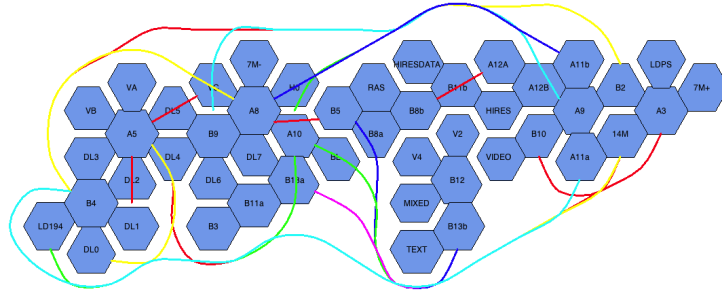 LDPS
HIRESDATA
A12A
A11b
7M-
RAS
7M+
VA
B11b
A12B
B2
VB
DL5
A8
B5
B8b
HIRES
A9
A3
A5
B9
A10
B8a
V2
B10
14M
DL3
DL4
DL7
V4
VIDEO
A11a
DL2
DL6
B12
B4
B11a
MIXED
LD194
DL1
B3
B13b
DL0
TEXT